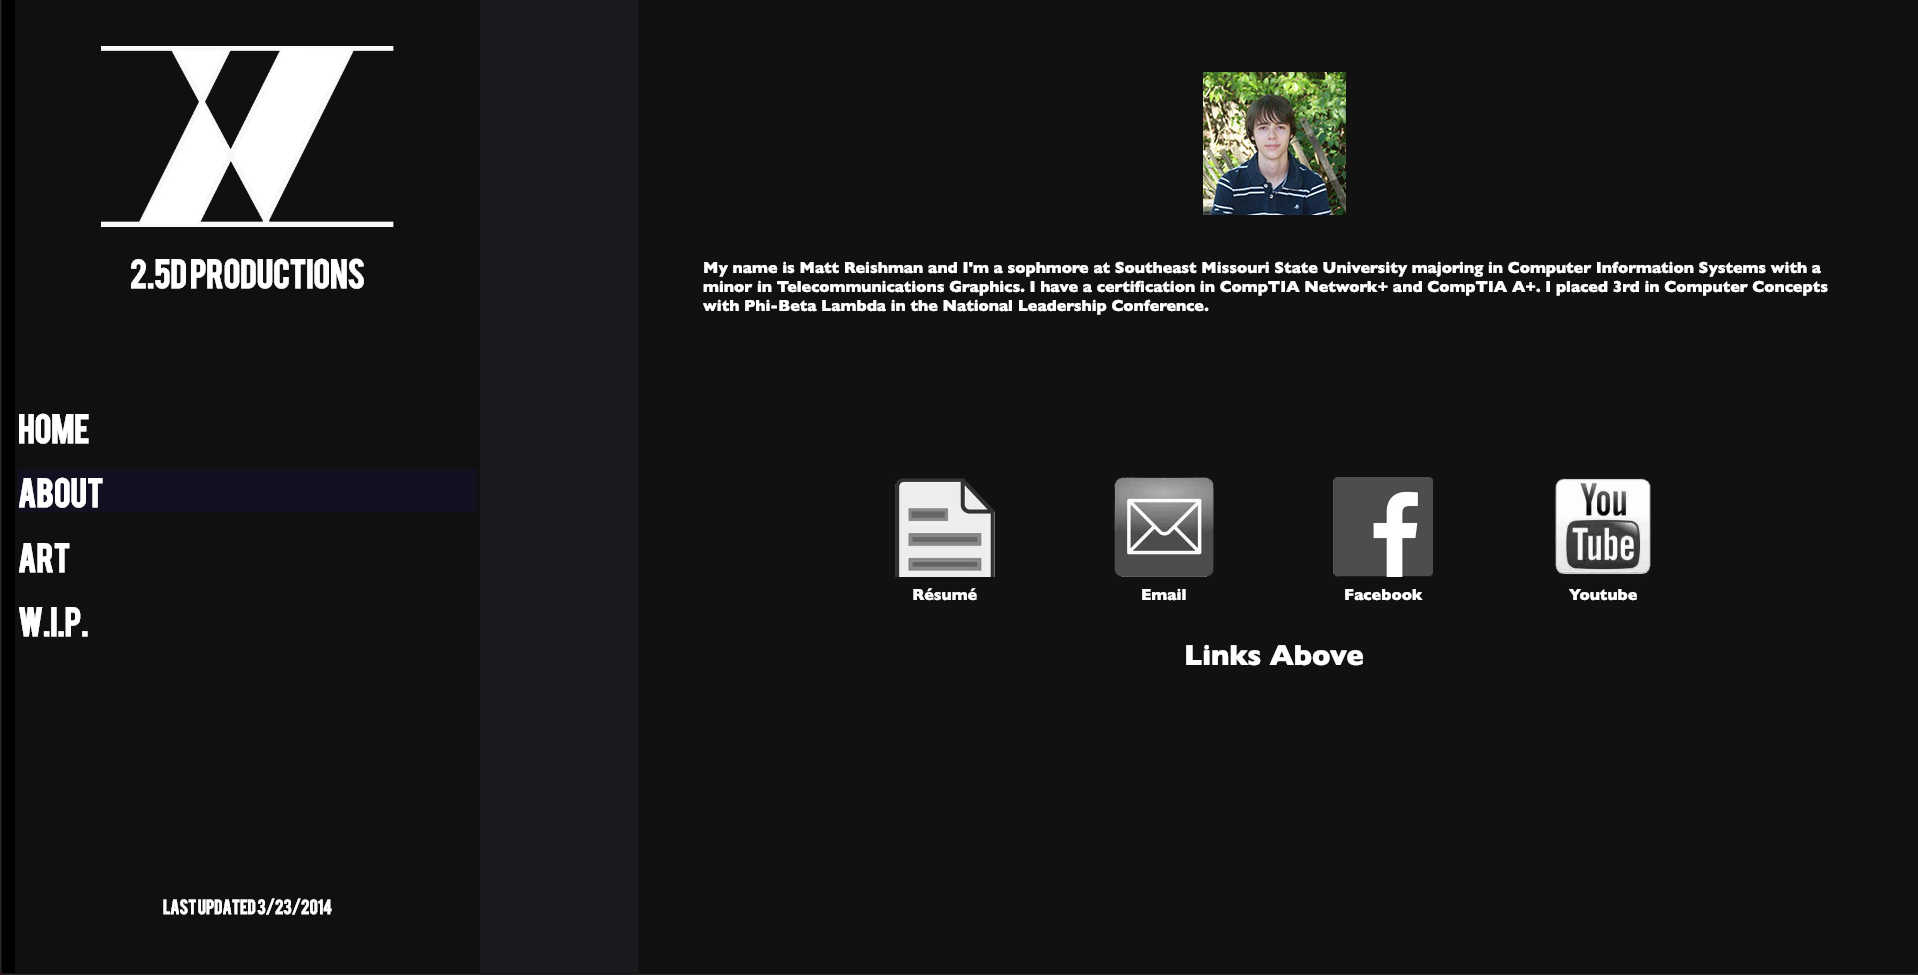 2.5D PRODUCTIONS
HOME
ABOUT
ART
W.I.P.
LAST UPDATED 3/23/2014
My name is Matt Reishman and I'm a sophmore at Southeast Missouri State University majoring in Computer Information Systems with a
minor in Telecommunications Graphics. I have a certification in CompTIA Network+ and CompTIA A+. I placed 3rd in Computer Concepts
with Phi-Beta Lambda in the National Leadership Conference.
f
You
Tube
Résumé
Email
Facebook
Youtube
Links Above